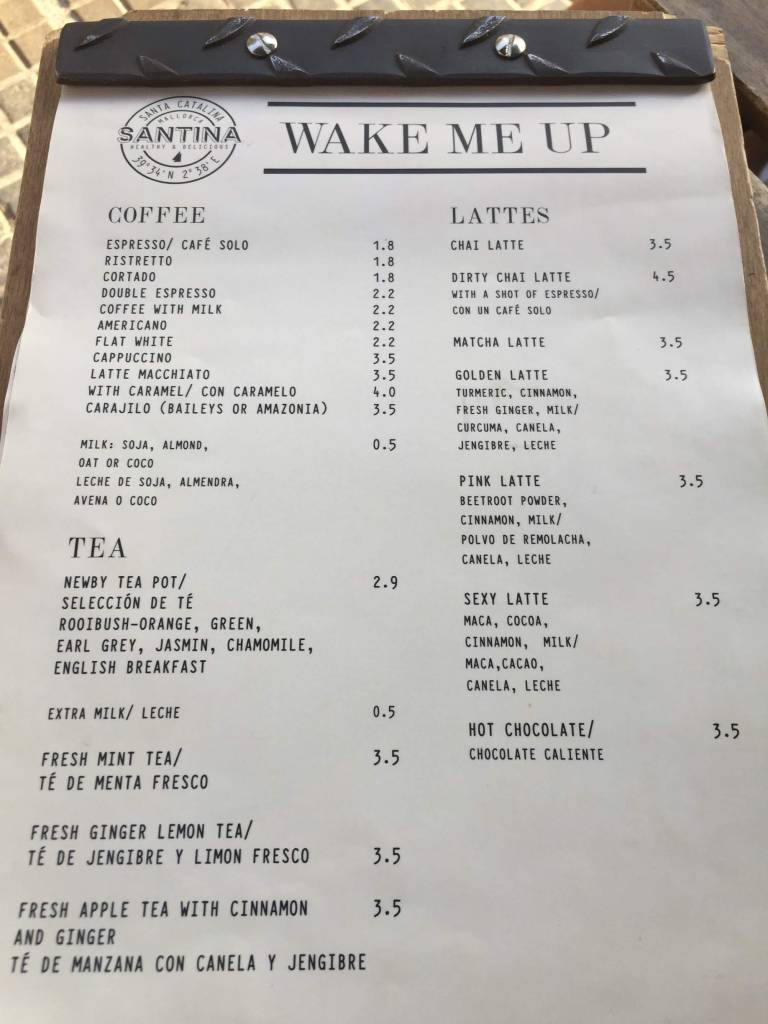 SANTA CATALINA
MALLORCA
SANTINA
HEALTHY & DELICIOUS
39°34'N 2°38'E
WAKE ME UP
COFFEE
ESPRESSO/ CAFÉ SOLO 1.8
RISTRETTO 1.8
CORTADO 1.8
DOUBLE ESPRESSO 2.2
COFFEE WITH MILK 2.2
AMERICANO 2.2
FLAT WHITE 2.2
CAPPUCCINO 3.5
LATTE MACCHIATO 3.5
WITH CARAMEL/ CON CARAMELO 4.0
CARAJILO (BAILEYS OR AMAZONIA) 3.5
MILK: SOJA, ALMOND, 0.5
OAT OR COCO
LECHE DE SOJA, ALMENDRA,
AVENA O COCO
TEA
NEWBY TEA POT/ 2.9
SELECCIÓN DE TÉ
ROOIBUSH-ORANGE, GREEN,
EARL GREY, JASMIN, CHAMOMILE,
ENGLISH BREAKFAST
EXTRA MILK/ LECHE 0.5
FRESH MINT TEA/ 3.5
TÉ DE MENTA FRESCO
FRESH GINGER LEMON TEA/
TÉ DE JENGIBRE Y LIMON FRESCO 3.5
FRESH APPLE TEA WITH CINNAMON 3.5
AND GINGER
TÉ DE MANZANA CON CANELA Y JENGIBRE
LATTES
CHAI LATTE 3.5
DIRTY CHAI LATTE 4.5
WITH A SHOT OF ESPRESSO/
CON UN CAFÉ SOLO
MATCHA LATTE 3.5
GOLDEN LATTE 3.5
TURMERIC, CINNAMON,
FRESH GINGER, MILK/
CURCUMA, CANELA,
JENGIBRE, LECHE
PINK LATTE 3.5
BEETROOT POWDER,
CINNAMON, MILK/
POLVO DE REMOLACHA,
CANELA, LECHE
SEXY LATTE 3.5
MACA, COCOA,
CINNAMON, MILK/
MACA,CACAO,
CANELA, LECHE
HOT CHOCOLATE/ 3.5
CHOCOLATE CALIENTE